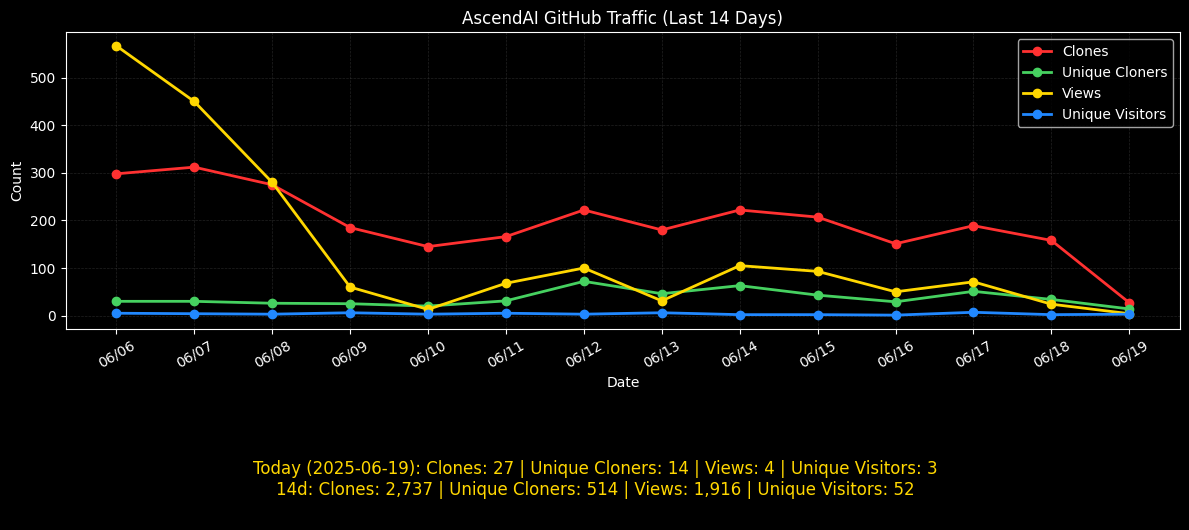 AscendAI GitHub Traffic (Last 14 Days)
Clones
Unique Cloners
Views
Unique Visitors
Count
500
400
300
200
100
0
06/06
06/07
06/08
06/09
06/10
06/11
06/12
06/13
06/14
06/15
06/16
06/17
06/18
06/19
Date
Today (2025-06-19): Clones: 27 | Unique Cloners: 14 | Views: 4 | Unique Visitors: 3
14d: Clones: 2,737 | Unique Cloners: 514 | Views: 1,916 | Unique Visitors: 52